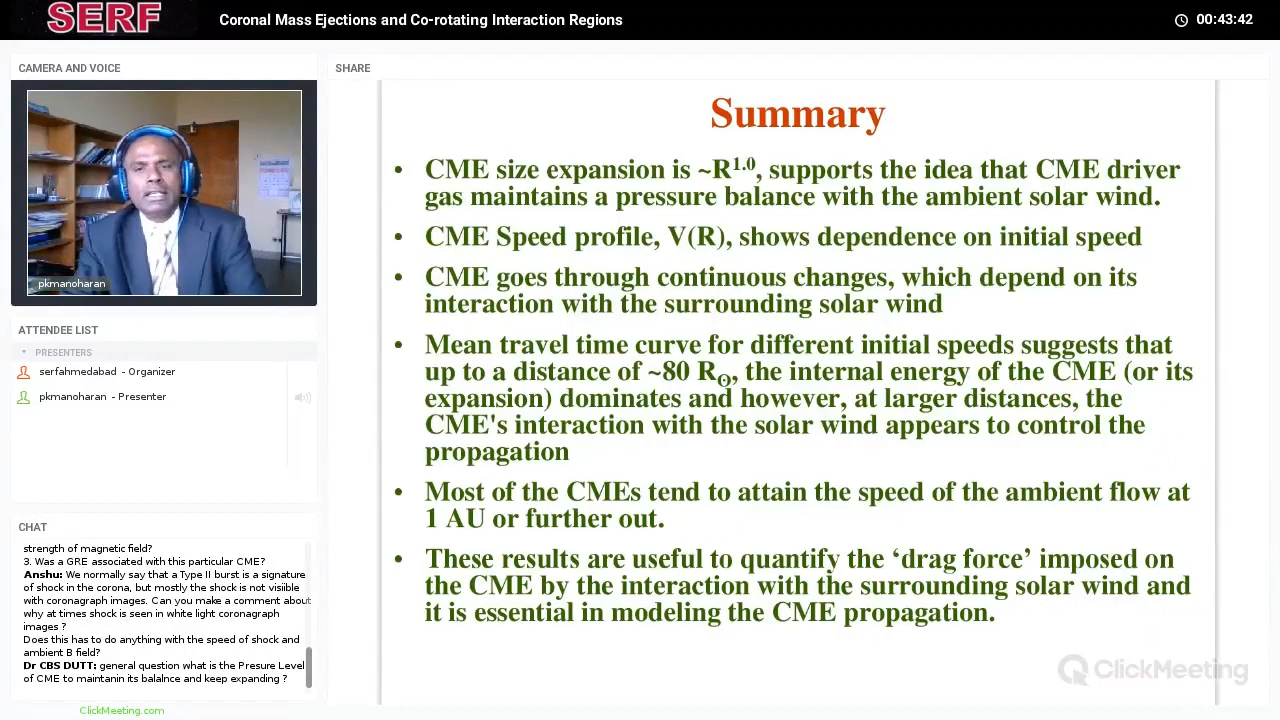 SERF
Coronal Mass Ejections and Co-rotating Interaction Regions
00:43:42
CAMERA AND VOICE
pkmanoharan
ATTENDEE LIST
PRESENTERS
serfahmedabad - Organizer
pkmanoharan - Presenter
CHAT
strength of magnetic field?
3. Was a GRE associated with this particular CME?
Anshu: We normally say that a Type II burst is a signature
of shock in the corona, but mostly the shock is not visiible
with coronagraph images. Can you make a comment about
why at times shock is seen in white light coronagraph
images ?
Does this has to do anything with the speed of shock and
ambient B field?
Dr CBS DUTT: general question what is the Presure Level
of CME to maintanin its balalnce and keep expanding ?
ClickMeeting.com
SHARE
Summary
• CME size expansion is ~R^1.0, supports the idea that CME driver
gas maintains a pressure balance with the ambient solar wind.
• CME Speed profile, V(R), shows dependence on initial speed
• CME goes through continuous changes, which depend on its
interaction with the surrounding solar wind
• Mean travel time curve for different initial speeds suggests that
up to a distance of ~80 R⊙, the internal energy of the CME (or its
expansion) dominates and however, at larger distances, the
CME's interaction with the solar wind appears to control the
propagation
• Most of the CMEs tend to attain the speed of the ambient flow at
1 AU or further out.
• These results are useful to quantify the ‘drag force’ imposed on
the CME by the interaction with the surrounding solar wind and
it is essential in modeling the CME propagation.
ClickMeeting